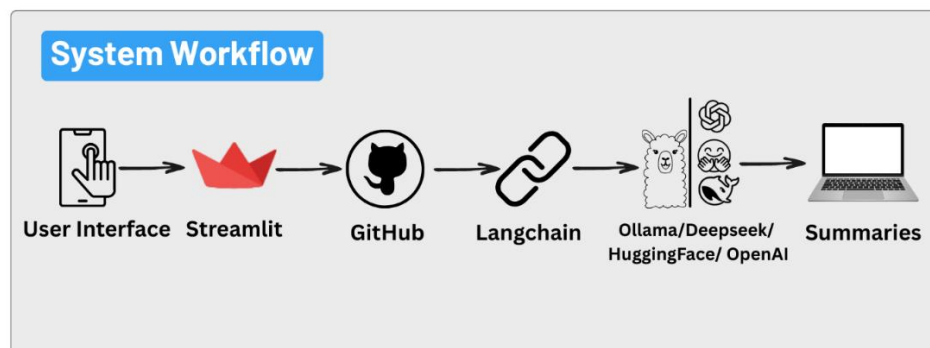 System Workflow
User Interface
Streamlit
GitHub
Langchain
Ollama/Deepseek/
HuggingFace/ OpenAI
Summaries